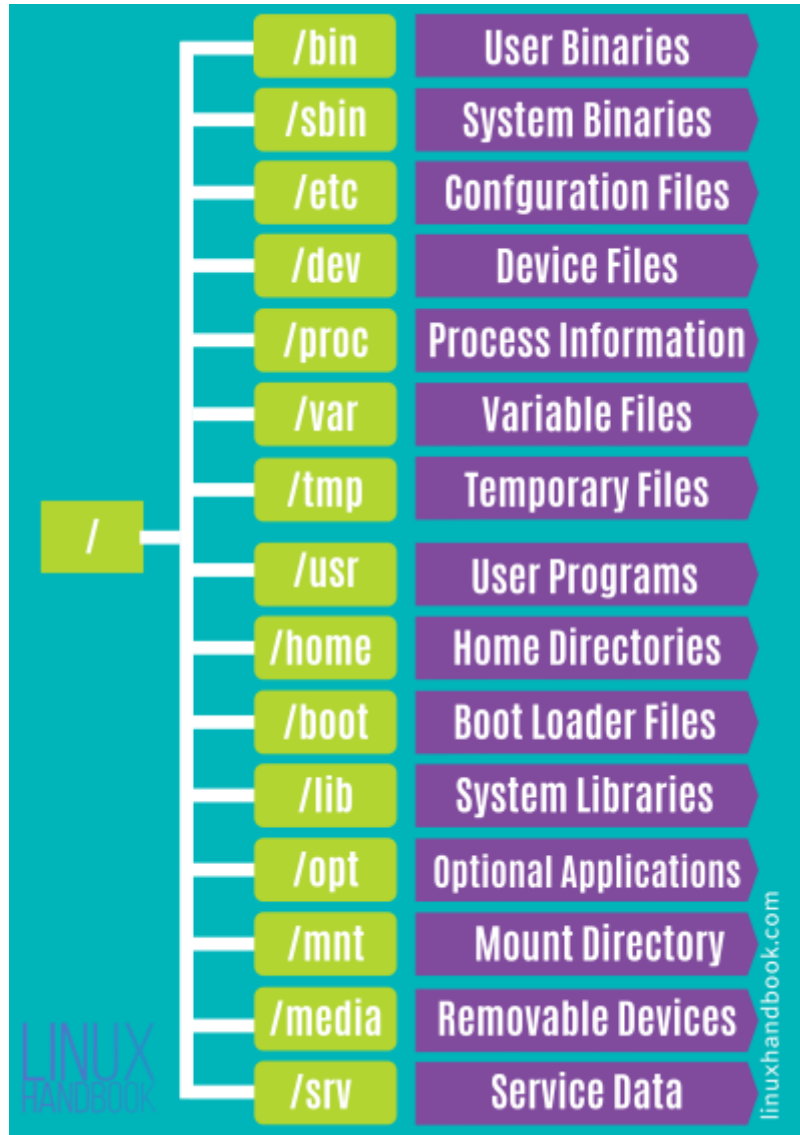 /bin User Binaries
/sbin System Binaries
/etc Confguration Files
/dev Device Files
/proc Process Information
/var Variable Files
/tmp Temporary Files
/
/usr User Programs
/home Home Directories
/boot Boot Loader Files
/lib System Libraries
/opt Optional Applications
/mnt Mount Directory
/media Removable Devices
/srv Service Data
LINUX
HANDBOOK
linuxhandbook.com